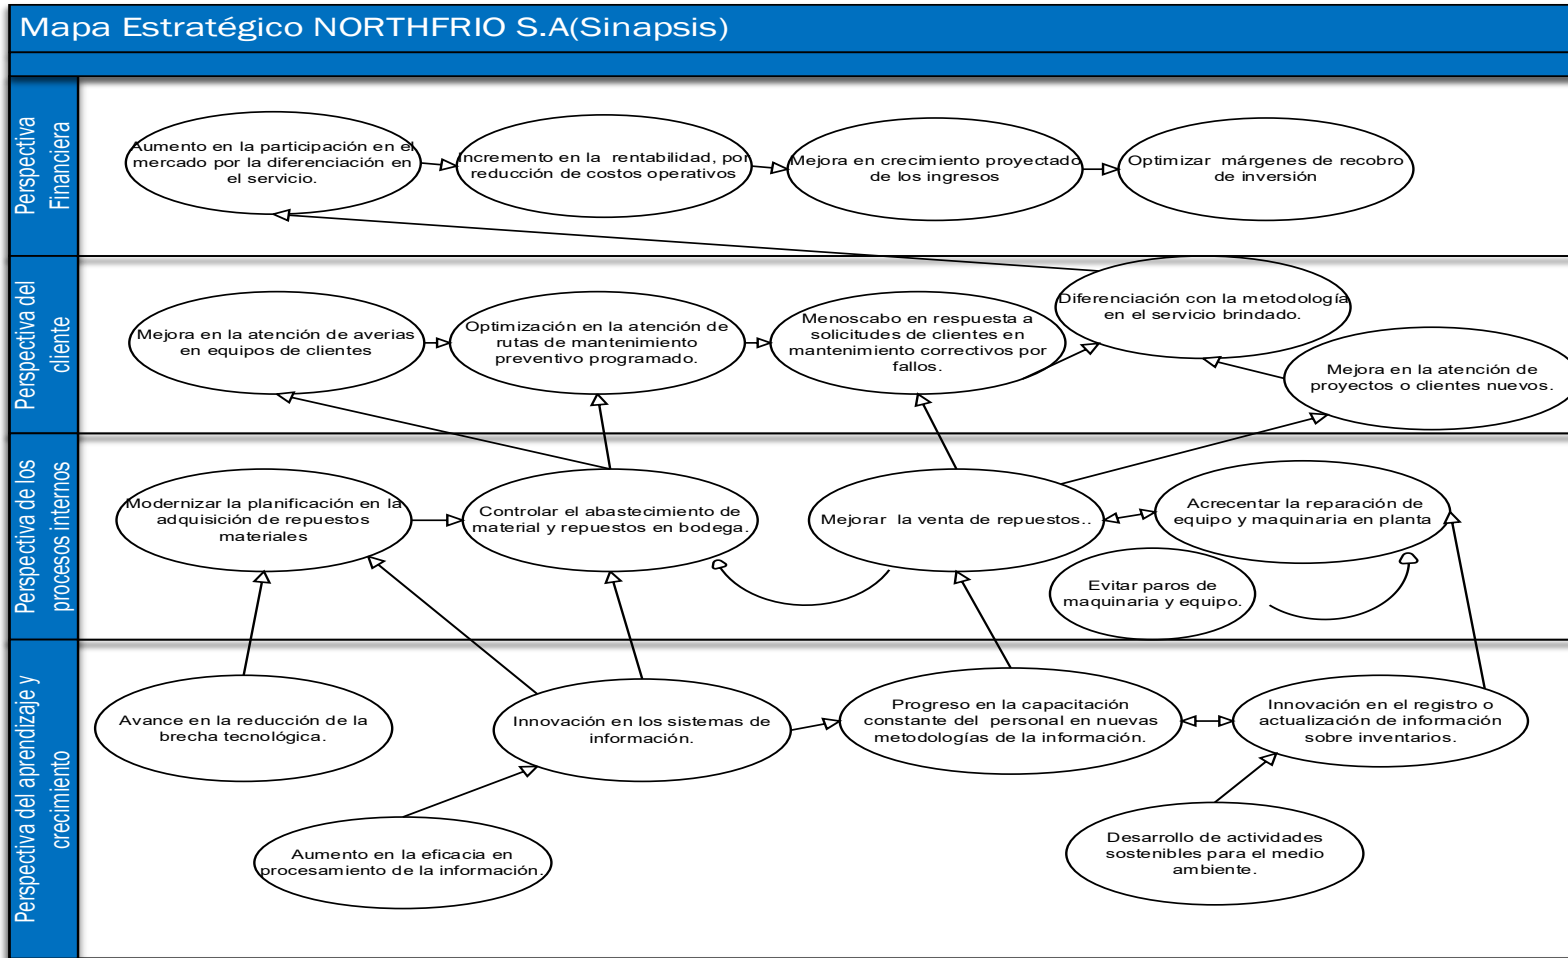 Mapa Estratégico NORTHFRIO S.A(Sinapsis)
Perspectiva
Financiera
Aumento en la participación en el
mercado por la diferenciación en
el servicio.
Incremento en la rentabilidad, por
reducción de costos operativos
Mejora en crecimiento proyectado
de los ingresos
Optimizar márgenes de recobro
de inversión
Perspectiva del
cliente
Mejora en la atención de averias
en equipos de clientes
Optimización en la atención de
rutas de mantenimiento
preventivo programado.
Menoscabo en respuesta a
solicitudes de clientes en
mantenimiento correctivos por
fallos.
Diferenciación con la metodología
en el servicio brindado.
Mejora en la atención de
proyectos o clientes nuevos.
Perspectiva de los
procesos internos
Modernizar la planificación en la
adquisición de repuestos
materiales
Controlar el abastecimiento de
material y repuestos en bodega.
Mejorar la venta de repuestos..
Acrecentar la reparación de
equipo y maquinaria en planta
Evitar paros de
maquinaria y equipo.
Perspectiva del aprendizaje y
crecimiento
Avance en la reducción de la
brecha tecnológica.
Innovación en los sistemas de
información.
Progreso en la capacitación
constante del personal en nuevas
metodologías de la información.
Innovación en el registro o
actualización de información
sobre inventarios.
Aumento en la eficacia en
procesamiento de la información.
Desarrollo de actividades
sostenibles para el medio
ambiente.